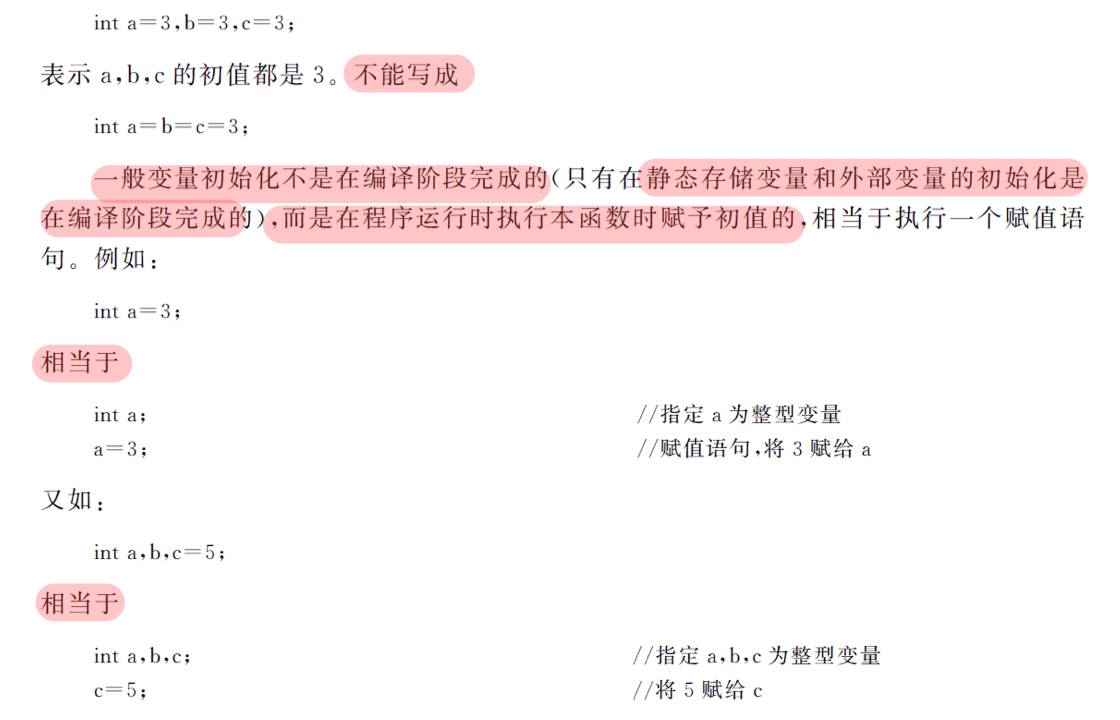 int a=3,b=3,c=3;
表示 a,b,c 的初值都是 3。不能写成
int a=b=c=3;
一般变量初始化不是在编译阶段完成的(只有在静态存储变量和外部变量的初始化是
在编译阶段完成的),而是在程序运行时执行本函数时赋予初值的,相当于执行一个赋值语
句。例如:
int a=3;
相当于
int a; //指定 a 为整型变量
a=3; //赋值语句,将 3 赋给 a
又如:
int a,b,c=5;
相当于
int a,b,c; //指定 a,b,c 为整型变量
c=5; //将 5 赋给 c